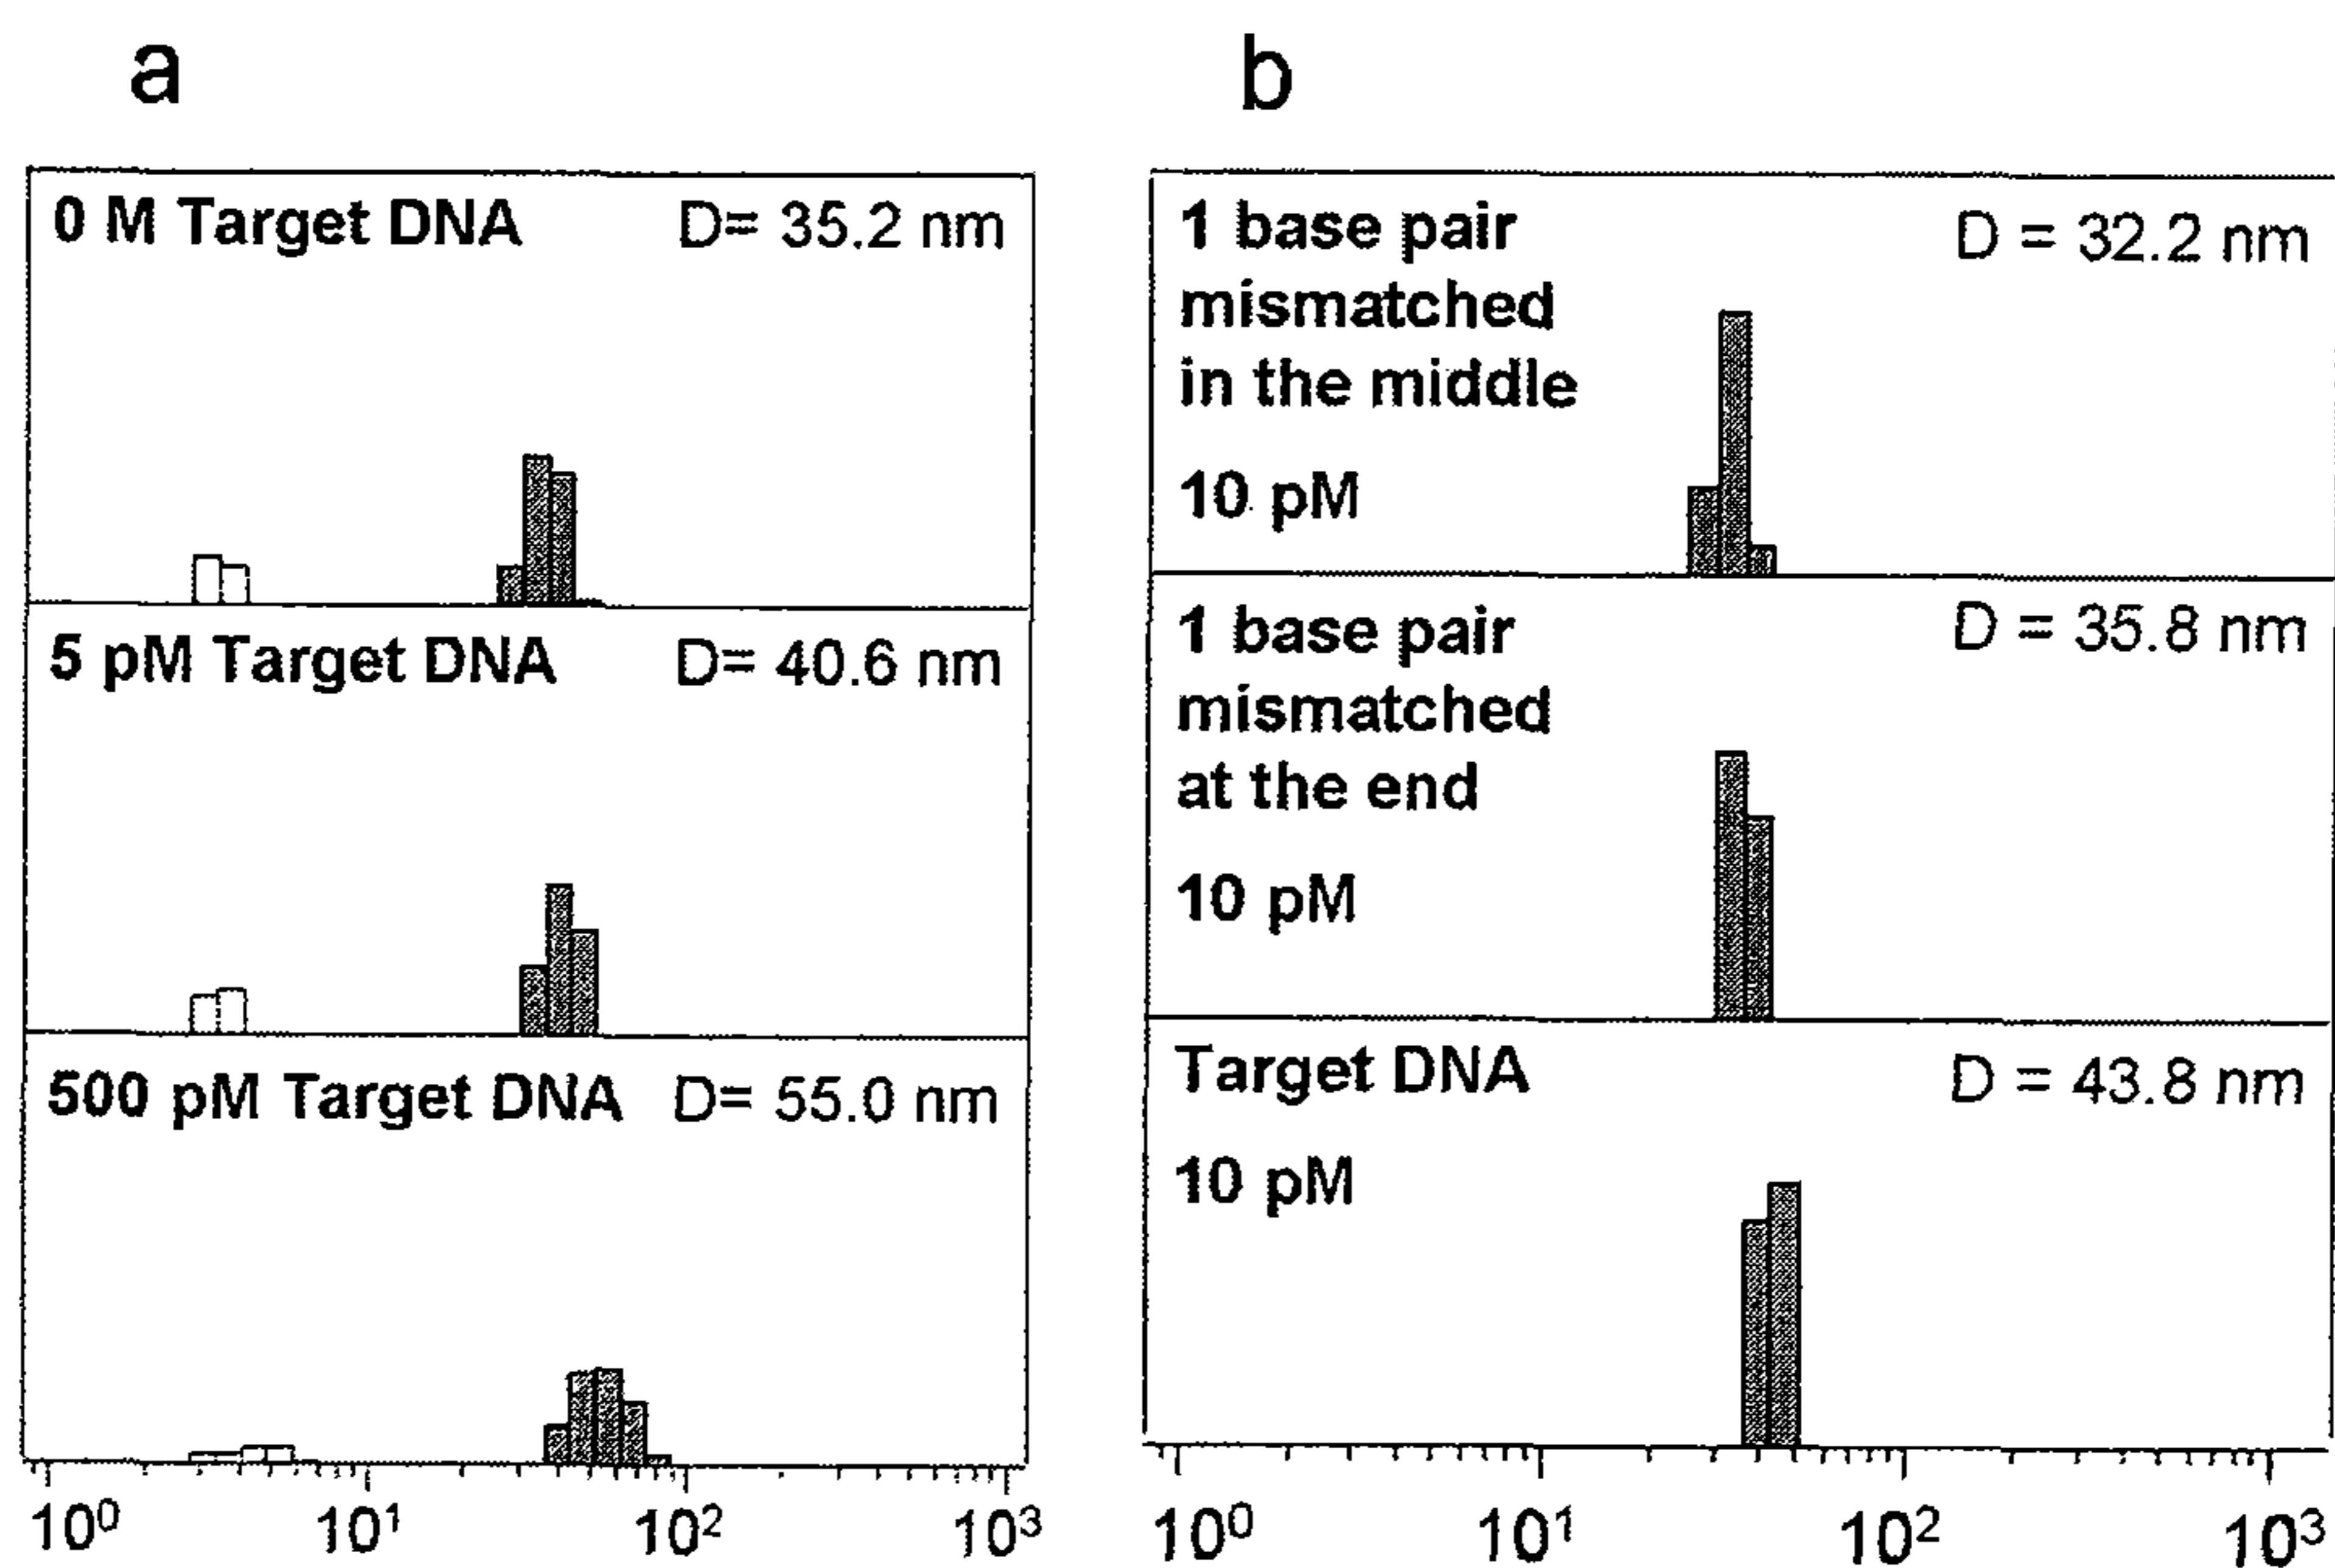 a
0 M Target DNA D= 35.2 nm
5 pM Target DNA D= 40.6 nm
500 pM Target DNA D= 55.0 nm
10⁰ 10¹ 10² 10³
b
1 base pair D = 32.2 nm
mismatched
in the middle
10 pM
1 base pair D = 35.8 nm
mismatched
at the end
10 pM
Target DNA D = 43.8 nm
10 pM
10⁰ 10¹ 10² 10³